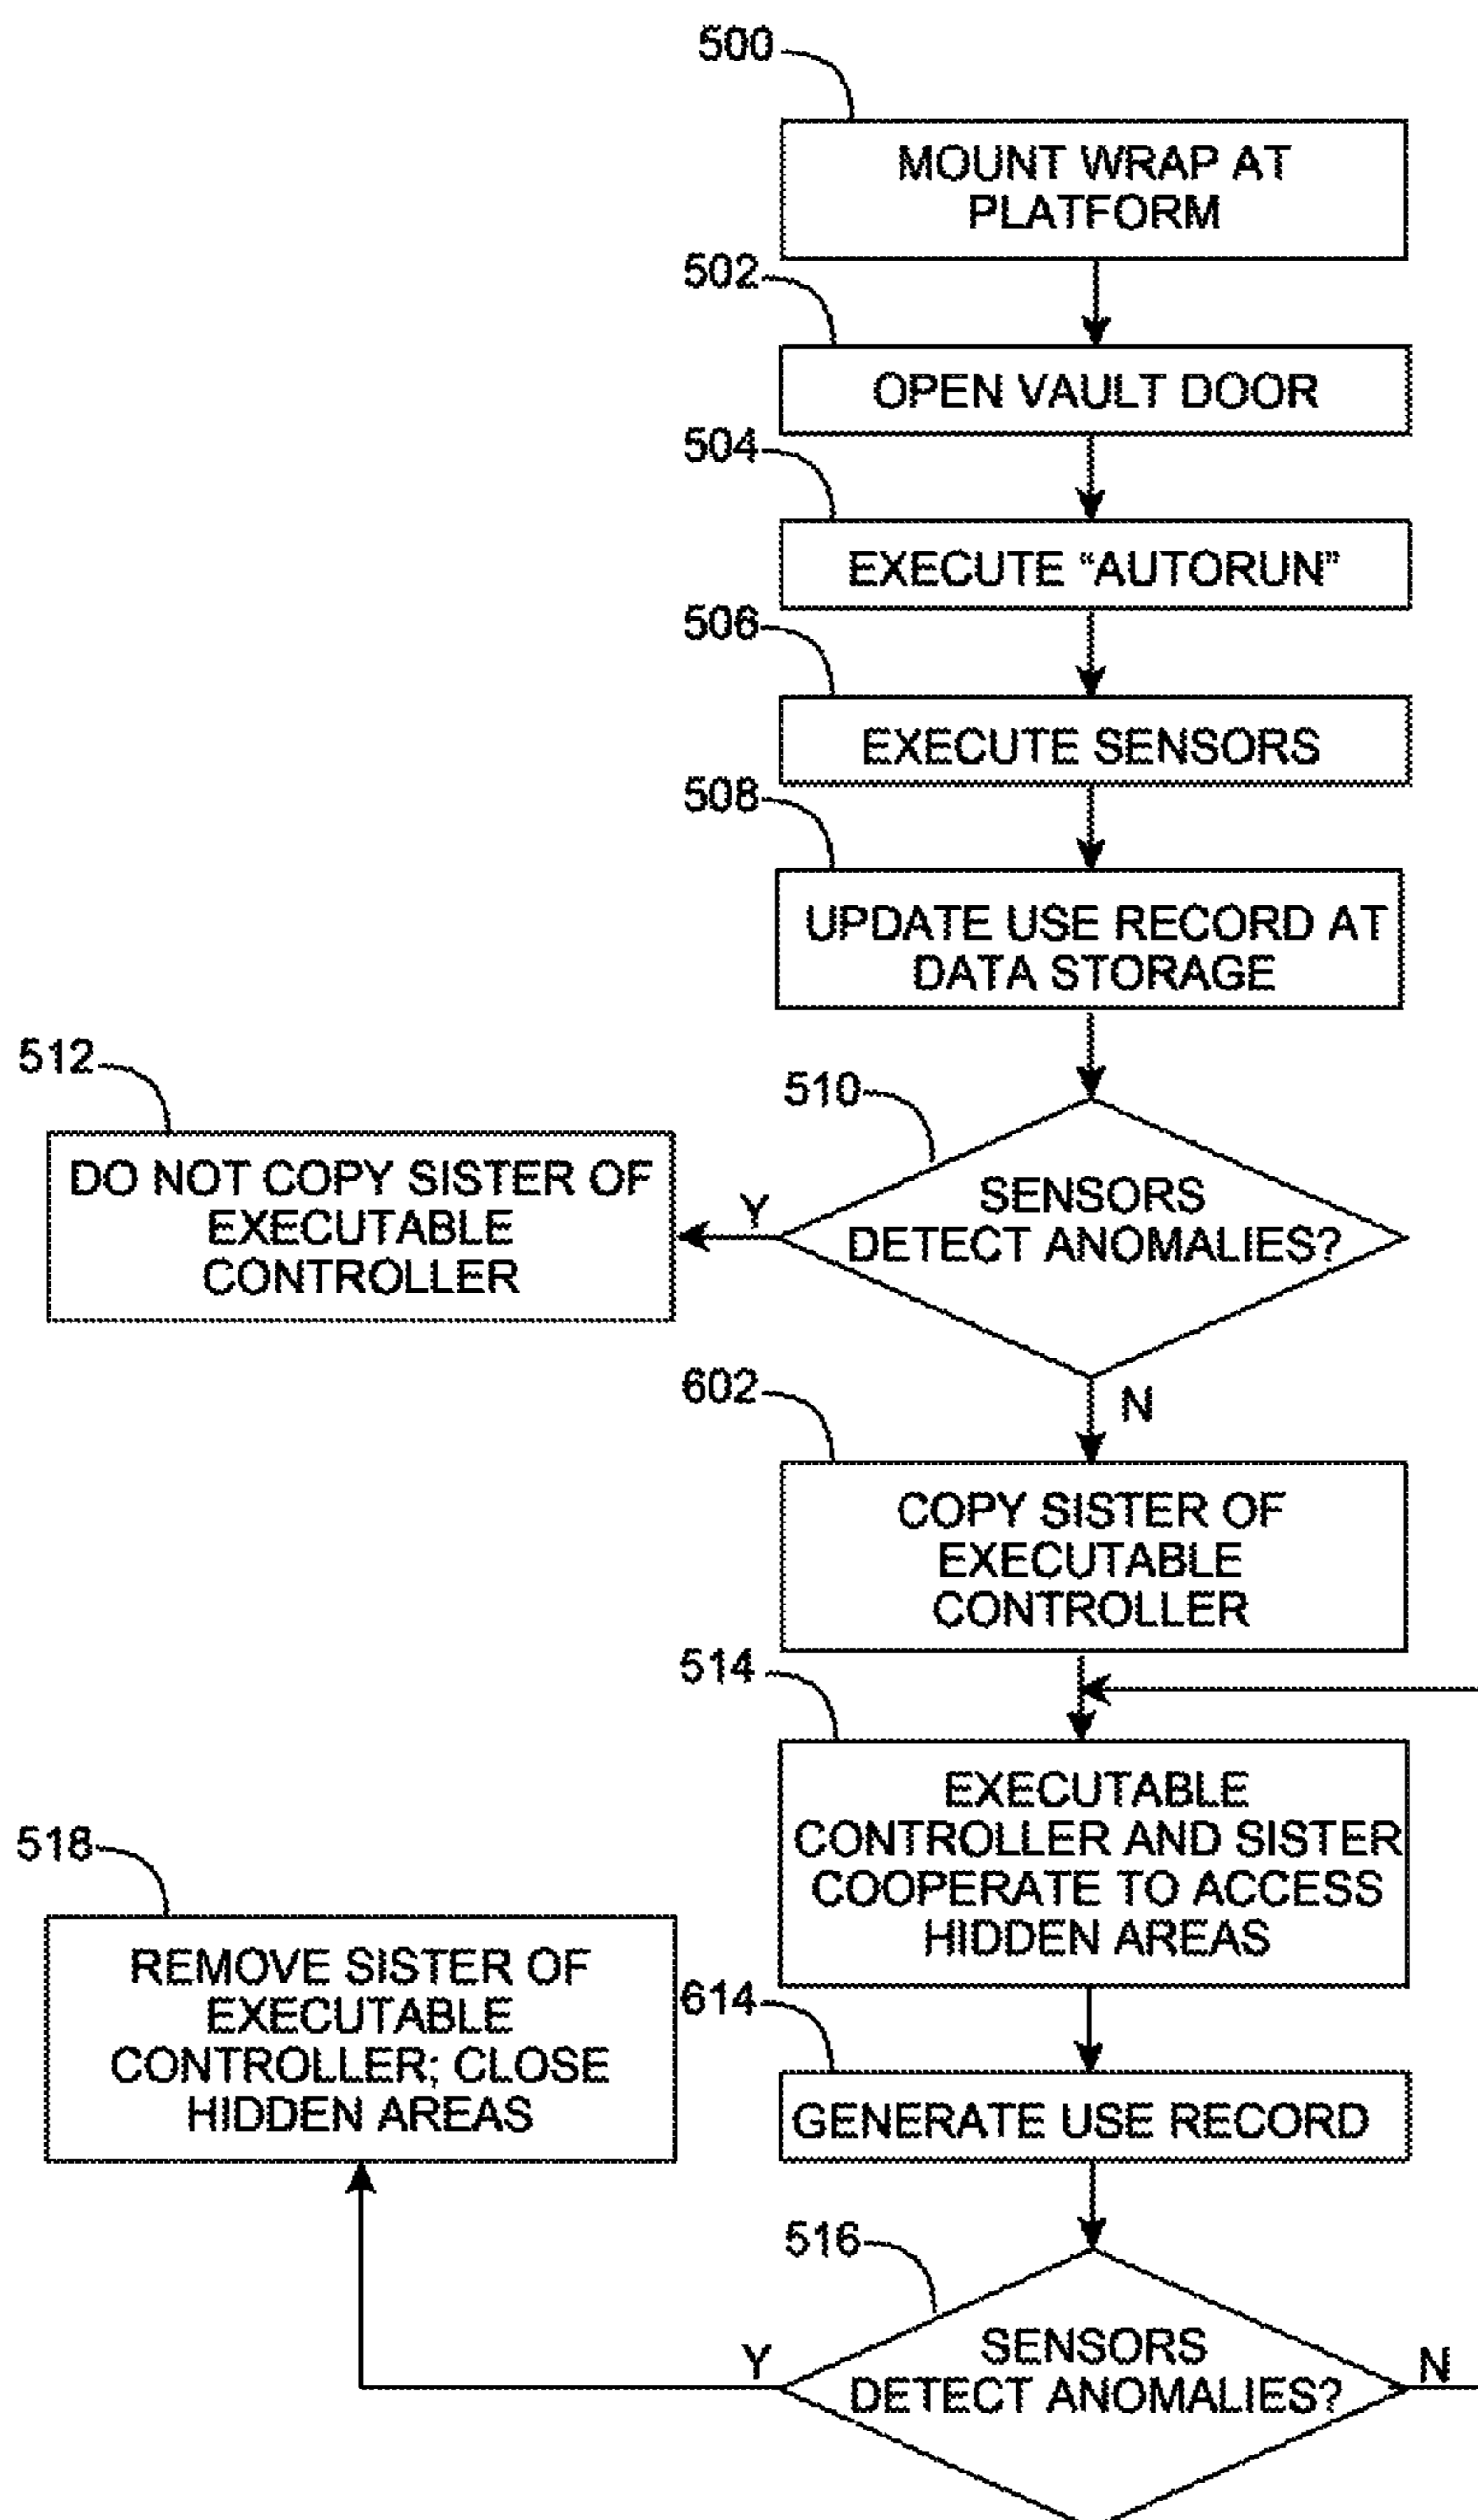 500
MOUNT WRAP AT
PLATFORM
502
OPEN VAULT DOOR
504
EXECUTE “AUTORUN”
506
EXECUTE SENSORS
508
UPDATE USE RECORD AT
DATA STORAGE
512
DO NOT COPY SISTER OF
EXECUTABLE
CONTROLLER
Y
510
SENSORS
DETECT ANOMALIES?
N
602
COPY SISTER OF
EXECUTABLE
CONTROLLER
514
EXECUTABLE
CONTROLLER AND SISTER
COOPERATE TO ACCESS
HIDDEN AREAS
518
REMOVE SISTER OF
EXECUTABLE
CONTROLLER; CLOSE
HIDDEN AREAS
614
GENERATE USE RECORD
516
SENSORS
DETECT ANOMALIES?
Y
N